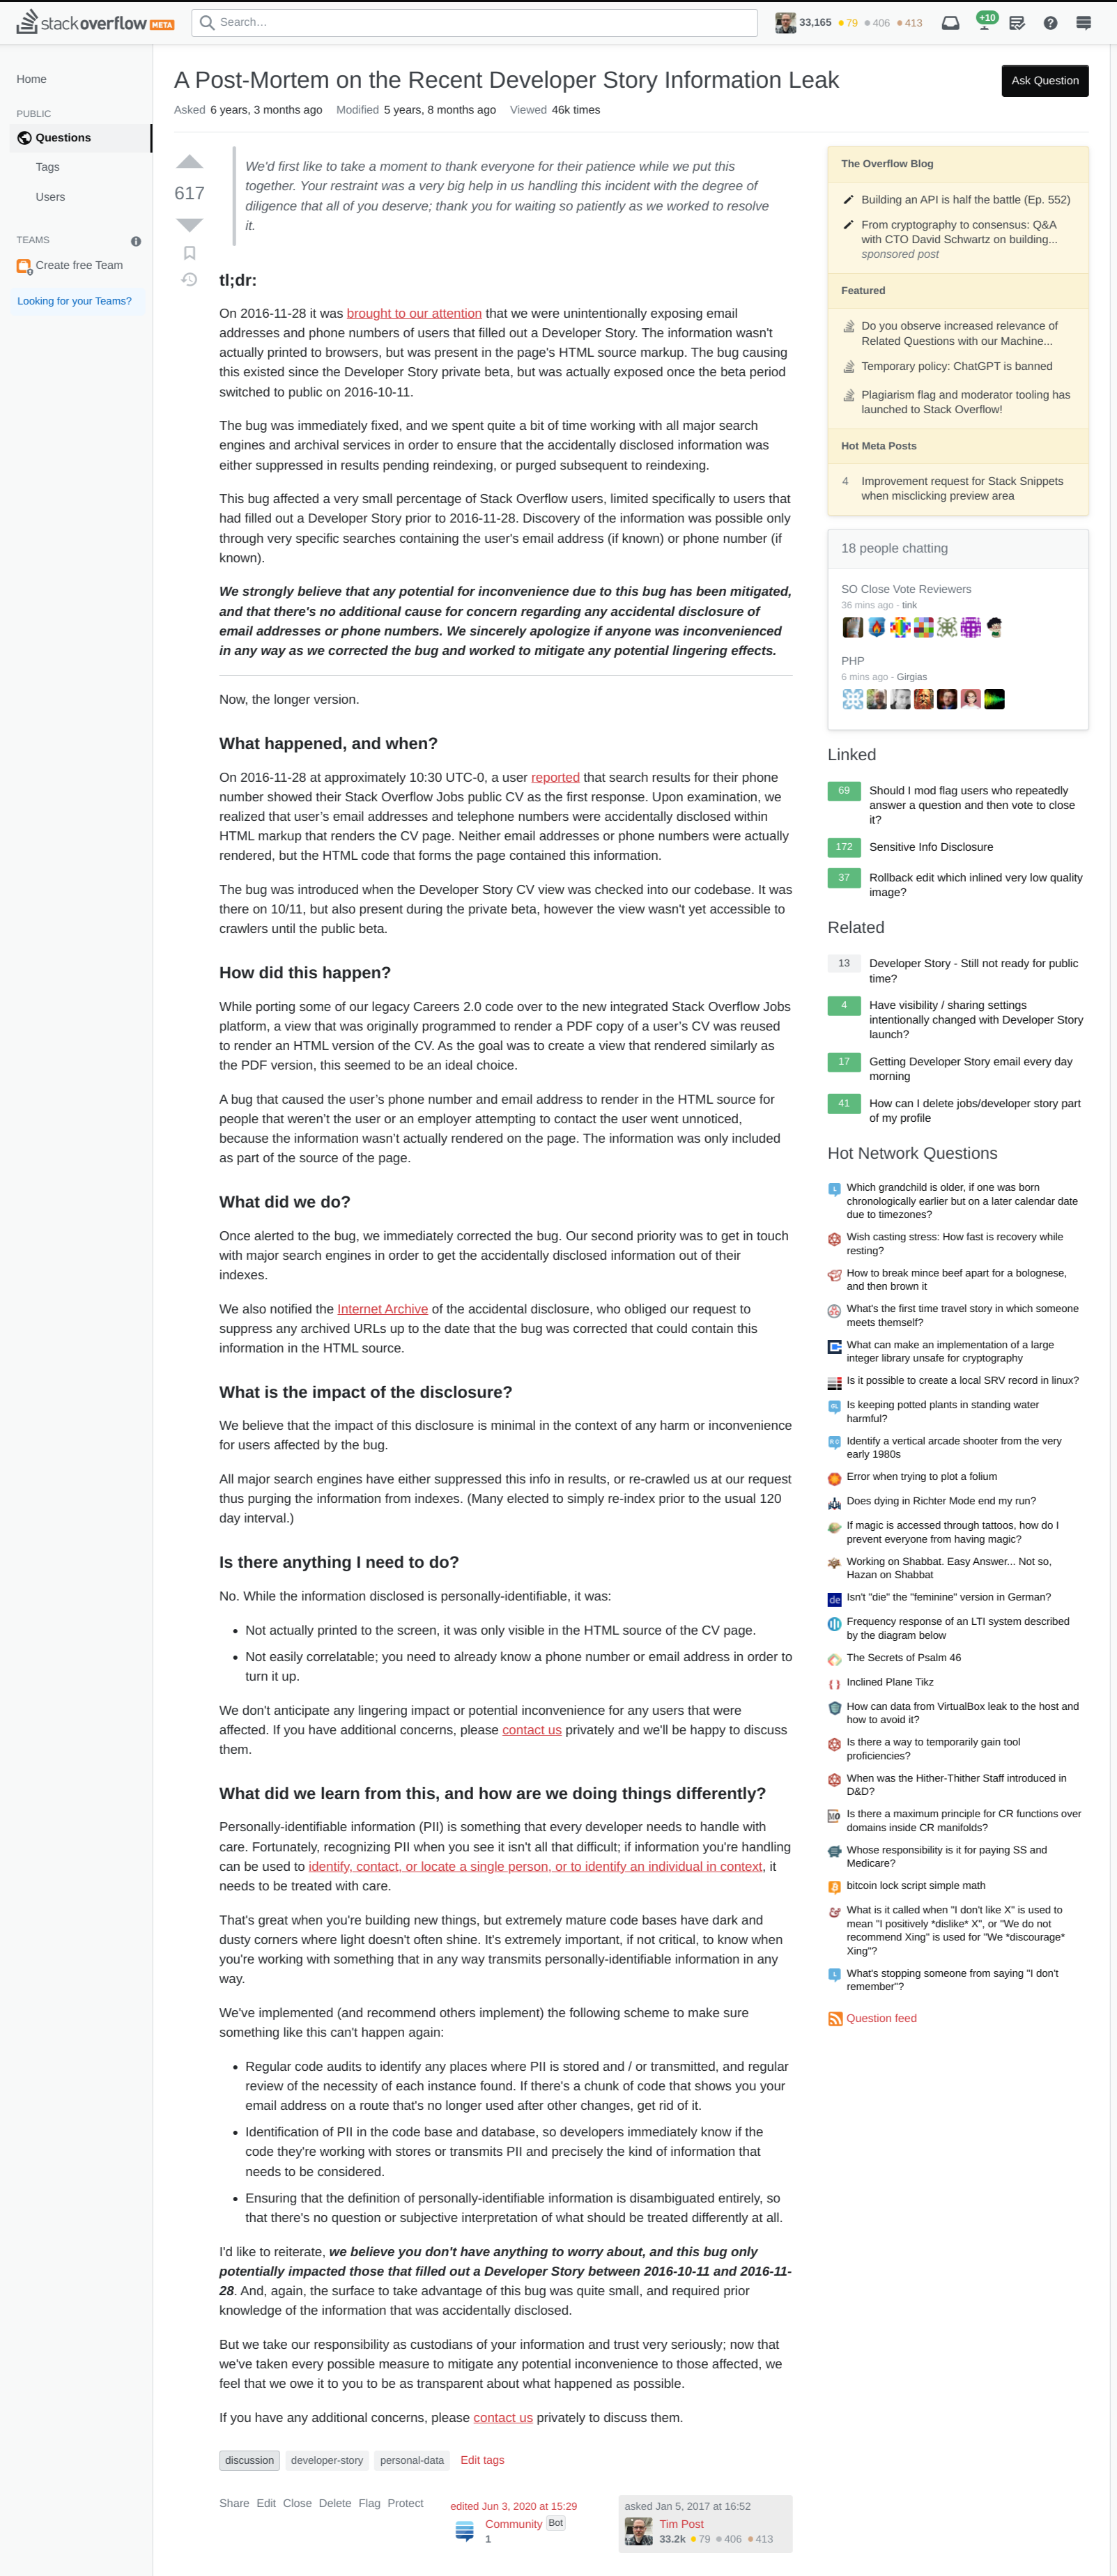 stackoverflow META
Search...
33,165 79 406 413
+10
Home
PUBLIC
Questions
Tags
Users
TEAMS
Create free Team
Looking for your Teams?
A Post-Mortem on the Recent Developer Story Information Leak
Ask Question
Asked 6 years, 3 months ago Modified 5 years, 8 months ago Viewed 46k times
617
We'd first like to take a moment to thank everyone for their patience while we put this
together. Your restraint was a very big help in us handling this incident with the degree of
diligence that all of you deserve; thank you for waiting so patiently as we worked to resolve
it.
tl;dr:
On 2016-11-28 it was brought to our attention that we were unintentionally exposing email
addresses and phone numbers of users that filled out a Developer Story. The information wasn't
actually printed to browsers, but was present in the page's HTML source markup. The bug causing
this existed since the Developer Story private beta, but was actually exposed once the beta period
switched to public on 2016-10-11.
The bug was immediately fixed, and we spent quite a bit of time working with all major search
engines and archival services in order to ensure that the accidentally disclosed information was
either suppressed in results pending reindexing, or purged subsequent to reindexing.
This bug affected a very small percentage of Stack Overflow users, limited specifically to users that
had filled out a Developer Story prior to 2016-11-28. Discovery of the information was possible only
through very specific searches containing the user's email address (if known) or phone number (if
known).
We strongly believe that any potential for inconvenience due to this bug has been mitigated,
and that there's no additional cause for concern regarding any accidental disclosure of
email addresses or phone numbers. We sincerely apologize if anyone was inconvenienced
in any way as we corrected the bug and worked to mitigate any potential lingering effects.
Now, the longer version.
What happened, and when?
On 2016-11-28 at approximately 10:30 UTC-0, a user reported that search results for their phone
number showed their Stack Overflow Jobs public CV as the first response. Upon examination, we
realized that user’s email addresses and telephone numbers were accidentally disclosed within
HTML markup that renders the CV page. Neither email addresses or phone numbers were actually
rendered, but the HTML code that forms the page contained this information.
The bug was introduced when the Developer Story CV view was checked into our codebase. It was
there on 10/11, but also present during the private beta, however the view wasn't yet accessible to
crawlers until the public beta.
How did this happen?
While porting some of our legacy Careers 2.0 code over to the new integrated Stack Overflow Jobs
platform, a view that was originally programmed to render a PDF copy of a user’s CV was reused
to render an HTML version of the CV. As the goal was to create a view that rendered similarly as
the PDF version, this seemed to be an ideal choice.
A bug that caused the user’s phone number and email address to render in the HTML source for
people that weren’t the user or an employer attempting to contact the user went unnoticed,
because the information wasn’t actually rendered on the page. The information was only included
as part of the source of the page.
What did we do?
Once alerted to the bug, we immediately corrected the bug. Our second priority was to get in touch
with major search engines in order to get the accidentally disclosed information out of their
indexes.
We also notified the Internet Archive of the accidental disclosure, who obliged our request to
suppress any archived URLs up to the date that the bug was corrected that could contain this
information in the HTML source.
What is the impact of the disclosure?
We believe that the impact of this disclosure is minimal in the context of any harm or inconvenience
for users affected by the bug.
All major search engines have either suppressed this info in results, or re-crawled us at our request
thus purging the information from indexes. (Many elected to simply re-index prior to the usual 120
day interval.)
Is there anything I need to do?
No. While the information disclosed is personally-identifiable, it was:
Not actually printed to the screen, it was only visible in the HTML source of the CV page.
Not easily correlatable; you need to already know a phone number or email address in order to
turn it up.
We don't anticipate any lingering impact or potential inconvenience for any users that were
affected. If you have additional concerns, please contact us privately and we'll be happy to discuss
them.
What did we learn from this, and how are we doing things differently?
Personally-identifiable information (PII) is something that every developer needs to handle with
care. Fortunately, recognizing PII when you see it isn't all that difficult; if information you're handling
can be used to identify, contact, or locate a single person, or to identify an individual in context, it
needs to be treated with care.
That's great when you're building new things, but extremely mature code bases have dark and
dusty corners where light doesn't often shine. It's extremely important, if not critical, to know when
you're working with something that in any way transmits personally-identifiable information in any
way.
We've implemented (and recommend others implement) the following scheme to make sure
something like this can't happen again:
Regular code audits to identify any places where PII is stored and / or transmitted, and regular
review of the necessity of each instance found. If there's a chunk of code that shows you your
email address on a route that's no longer used after other changes, get rid of it.
Identification of PII in the code base and database, so developers immediately know if the
code they're working with stores or transmits PII and precisely the kind of information that
needs to be considered.
Ensuring that the definition of personally-identifiable information is disambiguated entirely, so
that there's no question or subjective interpretation of what should be treated differently at all.
I'd like to reiterate, we believe you don't have anything to worry about, and this bug only
potentially impacted those that filled out a Developer Story between 2016-10-11 and 2016-11-
28. And, again, the surface to take advantage of this bug was quite small, and required prior
knowledge of the information that was accidentally disclosed.
But we take our responsibility as custodians of your information and trust very seriously; now that
we've taken every possible measure to mitigate any potential inconvenience to those affected, we
feel that we owe it to you to be as transparent about what happened as possible.
If you have any additional concerns, please contact us privately to discuss them.
discussion developer-story personal-data Edit tags
Share Edit Close Delete Flag Protect
edited Jun 3, 2020 at 15:29
Community Bot
1
asked Jan 5, 2017 at 16:52
Tim Post
33.2k 79 406 413
The Overflow Blog
Building an API is half the battle (Ep. 552)
From cryptography to consensus: Q&A
with CTO David Schwartz on building...
sponsored post
Featured
Do you observe increased relevance of
Related Questions with our Machine...
Temporary policy: ChatGPT is banned
Plagiarism flag and moderator tooling has
launched to Stack Overflow!
Hot Meta Posts
4 Improvement request for Stack Snippets
when misclicking preview area
18 people chatting
SO Close Vote Reviewers
36 mins ago - tink
PHP
6 mins ago - Girgias
Linked
69 Should I mod flag users who repeatedly
answer a question and then vote to close
it?
172 Sensitive Info Disclosure
37 Rollback edit which inlined very low quality
image?
Related
13 Developer Story - Still not ready for public
time?
4 Have visibility / sharing settings
intentionally changed with Developer Story
launch?
17 Getting Developer Story email every day
morning
41 How can I delete jobs/developer story part
of my profile
Hot Network Questions
Which grandchild is older, if one was born
chronologically earlier but on a later calendar date
due to timezones?
Wish casting stress: How fast is recovery while
resting?
How to break mince beef apart for a bolognese,
and then brown it
What's the first time travel story in which someone
meets themself?
What can make an implementation of a large
integer library unsafe for cryptography
Is it possible to create a local SRV record in linux?
Is keeping potted plants in standing water
harmful?
Identify a vertical arcade shooter from the very
early 1980s
Error when trying to plot a folium
Does dying in Richter Mode end my run?
If magic is accessed through tattoos, how do I
prevent everyone from having magic?
Working on Shabbat. Easy Answer... Not so,
Hazan on Shabbat
Isn't "die" the "feminine" version in German?
Frequency response of an LTI system described
by the diagram below
The Secrets of Psalm 46
Inclined Plane Tikz
How can data from VirtualBox leak to the host and
how to avoid it?
Is there a way to temporarily gain tool
proficiencies?
When was the Hither-Thither Staff introduced in
D&D?
Is there a maximum principle for CR functions over
domains inside CR manifolds?
Whose responsibility is it for paying SS and
Medicare?
bitcoin lock script simple math
What is it called when "I don't like X" is used to
mean "I positively *dislike* X", or "We do not
recommend Xing" is used for "We *discourage*
Xing"?
What's stopping someone from saying "I don't
remember"?
Question feed